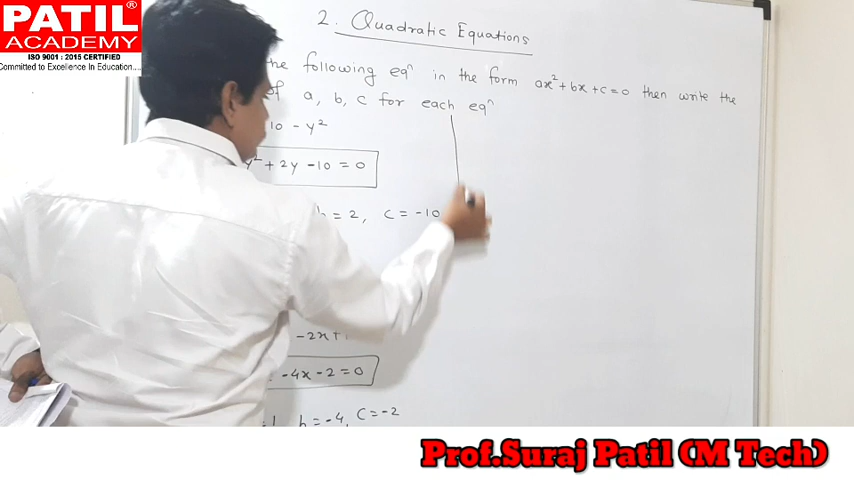 PATIL®
ACADEMY
ISO 9001 : 2015 CERTIFIED
Committed to Excellence In Education....
2. Quadratic Equations
the following eqⁿ in the form ax² + bx + c = 0 then write the
of a, b, c for each eqⁿ
10 - y²
y² + 2y - 10 = 0
b = 2, c = -10
-2x+
-4x - 2 = 0
b = -4, c = -2
Prof.Suraj Patil (M Tech)